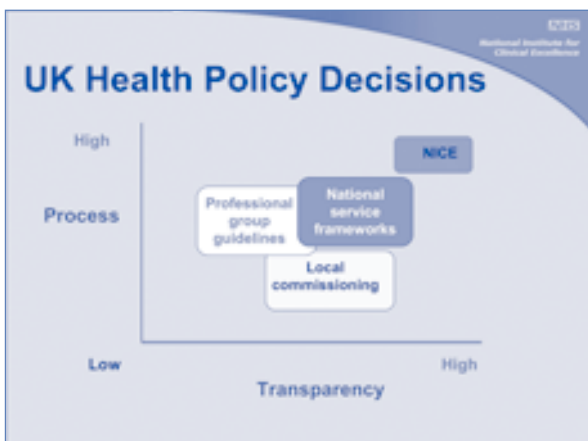 NHS
National Institute for
Clinical Excellence
UK Health Policy Decisions
High
NICE
Process
Professional
group
guidelines
National
service
frameworks
Local
commissioning
Low
High
Transparency